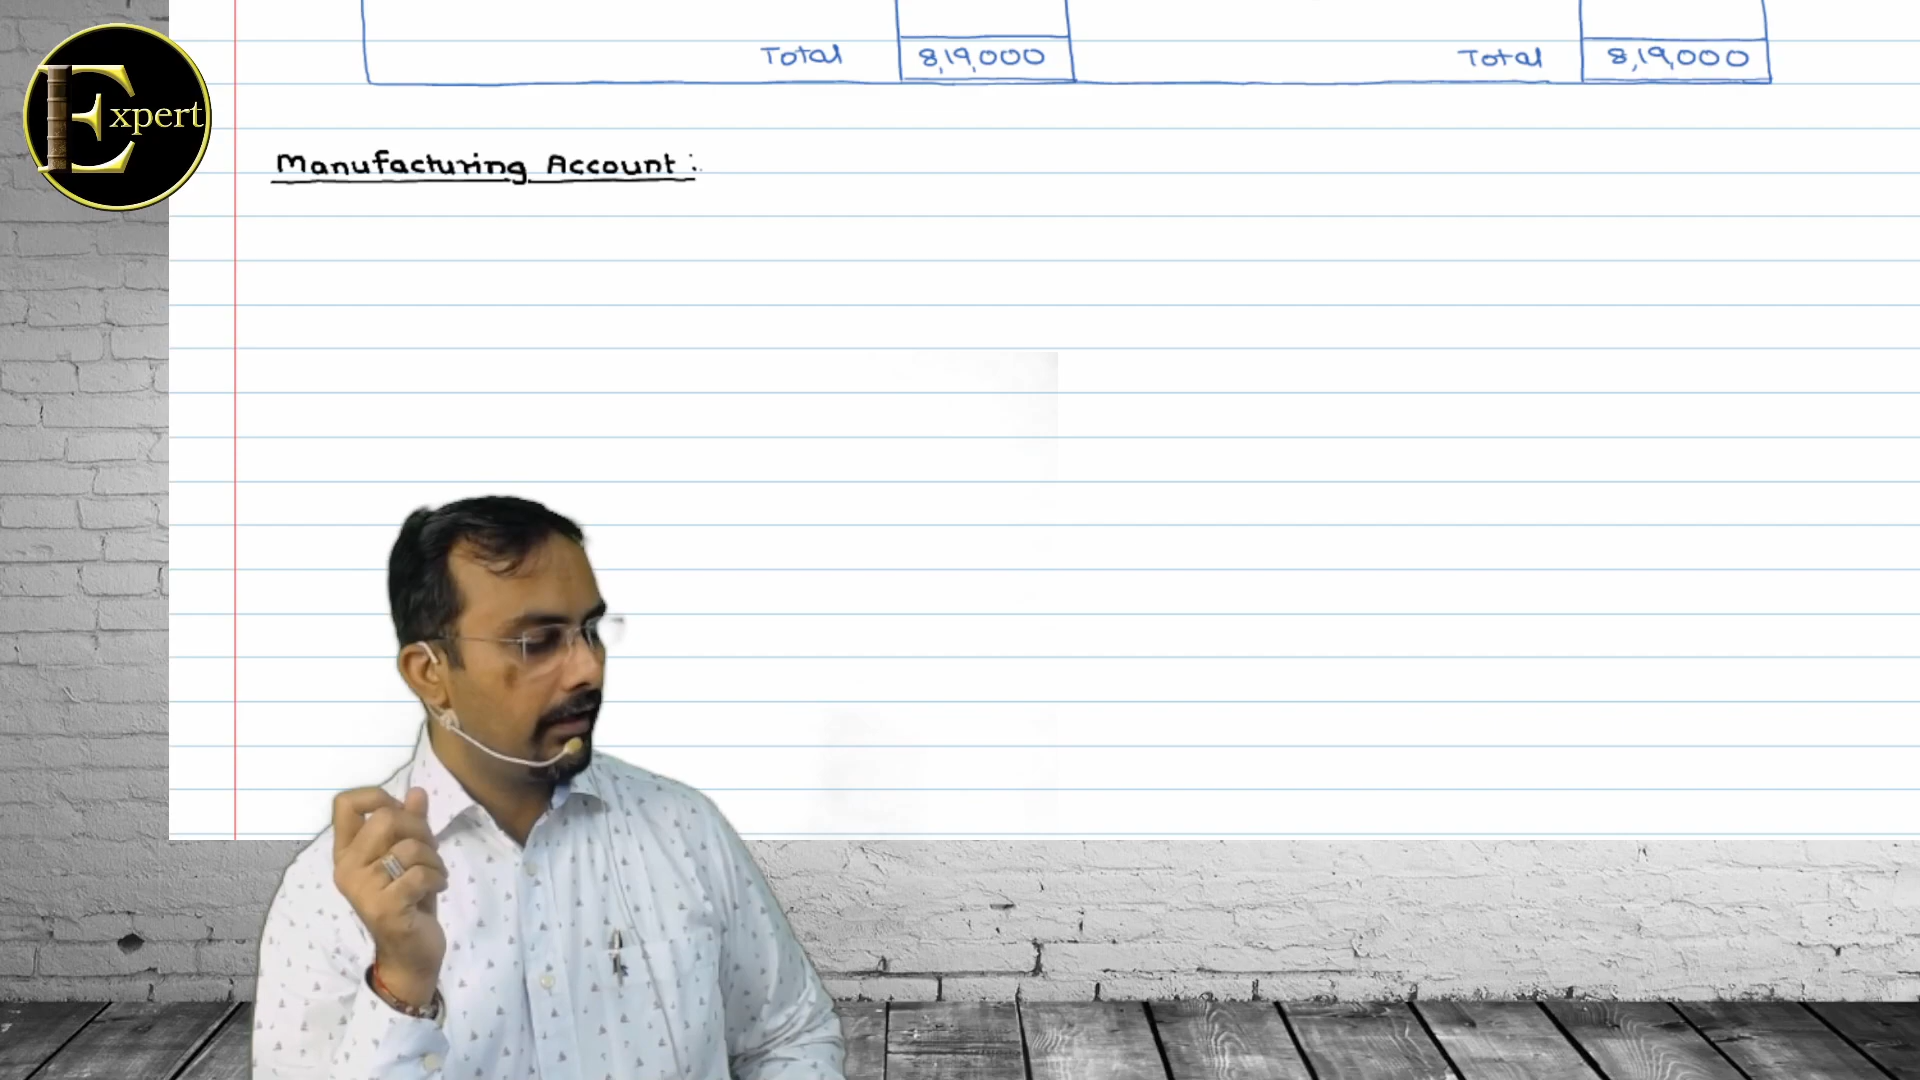 Total 8,19,000 Total 8,19,000
Expert
Manufacturing Account :